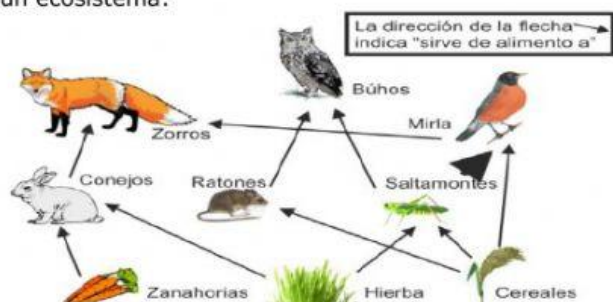 un ecosistema:
La dirección de la flecha
indica "sirve de alimento a"
Búhos
Zorros
Mirla
Conejos
Ratones
Saltamontes
Zanahorias
Hierba
Cereales